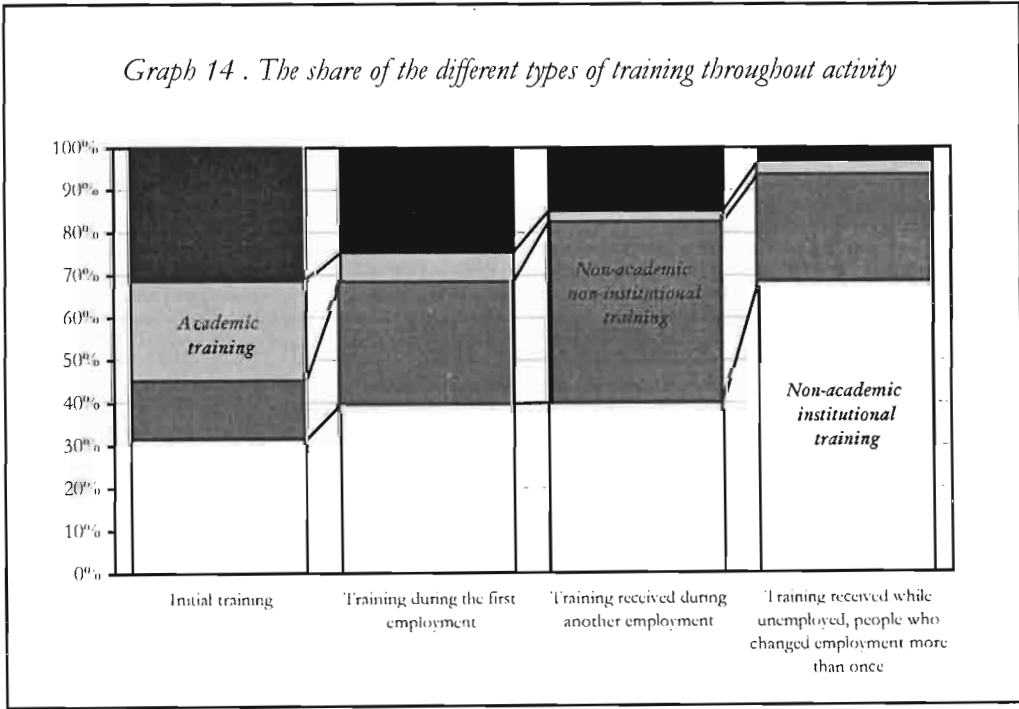 Graph 14 . The share of the different types of training throughout activity
100%
90%
80%
70%
60%
50%
40%
30%
20%
10%
0%
Academic
training
Non-academic
non-institutional
training
Non-academic
institutional
training
Initial training
Training during the first
employment
Training received during
another employment
Training received while
unemployed, people who
changed employment more
than once